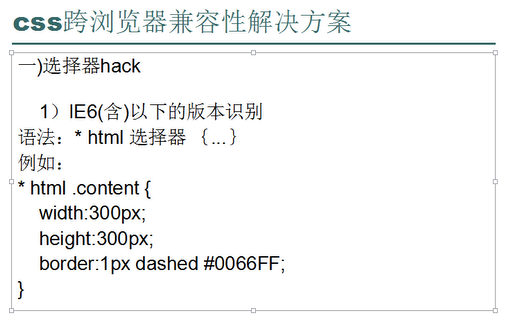 css跨浏览器兼容性解决方案
一)选择器hack
1）IE6(含)以下的版本识别
语法：* html 选择器 ｛...｝
例如：
* html .content {
width:300px;
height:300px;
border:1px dashed #0066FF;
}